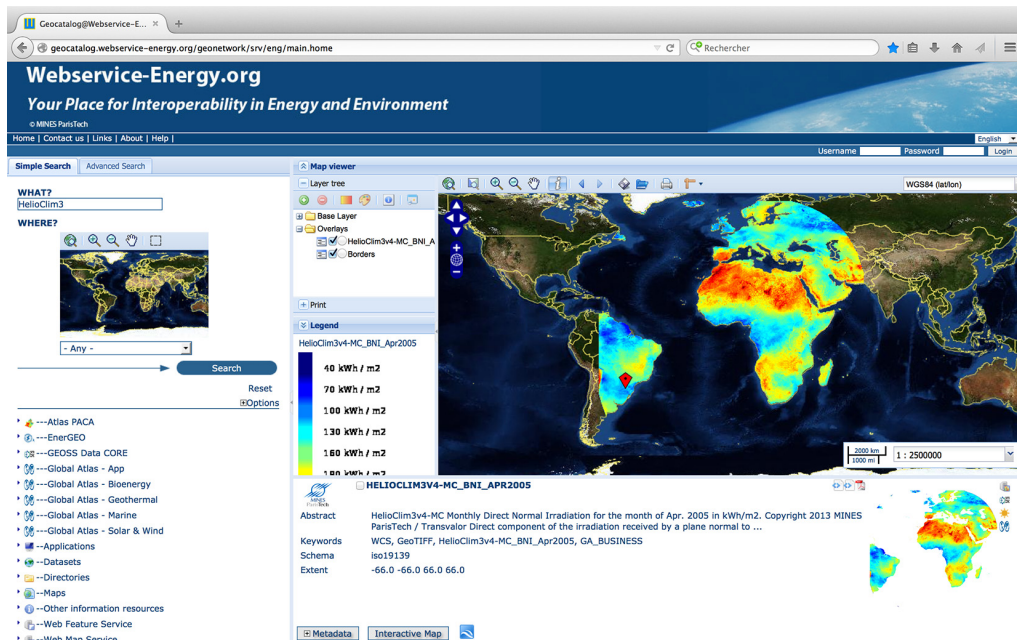 Geocatalog@Webservice-E... ×
geocatalog.webservice-energy.org/geonetwork/srv/eng/main.home
Rechercher
Webservice-Energy.org
Your Place for Interoperability in Energy and Environment
© MINES ParisTech
Home | Contact us | Links | About | Help |
English
Username Password Login
Simple Search Advanced Search
WHAT?
HelioClim3
WHERE?
- Any -
Search
Reset
Options
---Atlas PACA
---EnerGEO
---GEOSS Data CORE
---Global Atlas - App
---Global Atlas - Bioenergy
---Global Atlas - Geothermal
---Global Atlas - Marine
---Global Atlas - Solar & Wind
--Applications
--Datasets
--Directories
--Maps
--Other information resources
--Web Feature Service
--Web Map Service
Map viewer
Layer tree
Base Layer
Overlays
HelioClim3v4-MC_BNI_A
Borders
Print
Legend
HelioClim3v4-MC_BNI_Apr2005
40 kWh / m2
70 kWh / m2
100 kWh / m2
130 kWh / m2
160 kWh / m2
190 kWh / m2
WGS84 (lat/lon)
2000 km
1000 mi
1 : 2500000
MINES
ParisTech
HELIOCLIM3V4-MC_BNI_APR2005
Abstract HelioClim3v4-MC Monthly Direct Normal Irradiation for the month of Apr. 2005 in kWh/m2. Copyright 2013 MINES
ParisTech / Transvalor Direct component of the irradiation received by a plane normal to ...
Keywords WCS, GeoTIFF, HelioClim3v4-MC_BNI_Apr2005, GA_BUSINESS
Schema iso19139
Extent -66.0 -66.0 66.0 66.0
Metadata Interactive Map